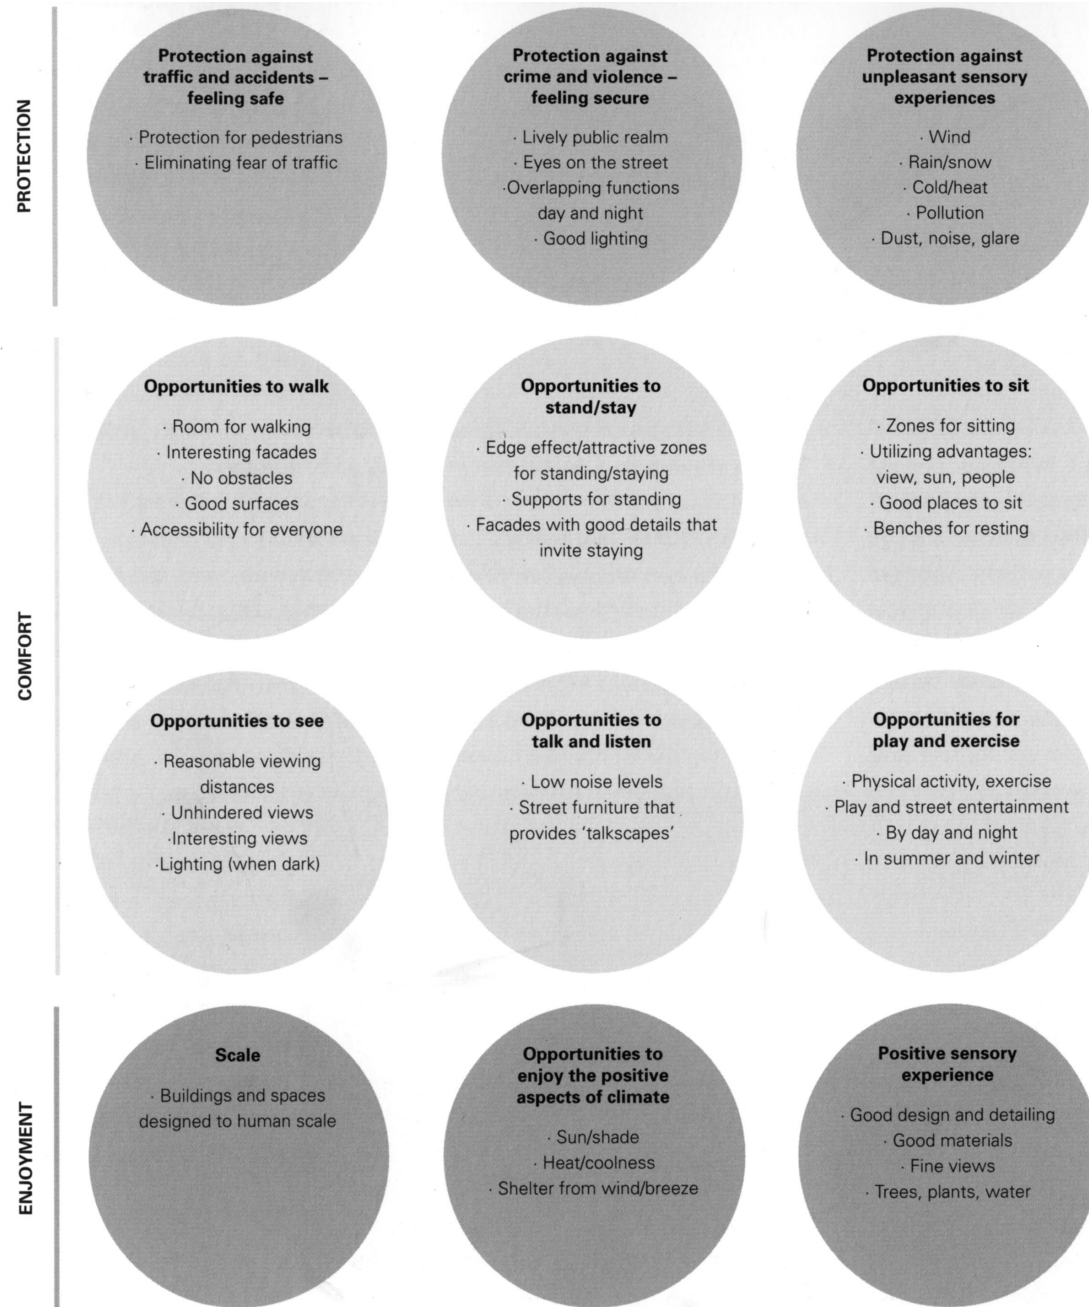 PROTECTION
Protection against
traffic and accidents –
feeling safe
· Protection for pedestrians
· Eliminating fear of traffic
Protection against
crime and violence –
feeling secure
· Lively public realm
· Eyes on the street
·Overlapping functions
day and night
· Good lighting
Protection against
unpleasant sensory
experiences
· Wind
· Rain/snow
· Cold/heat
· Pollution
· Dust, noise, glare
COMFORT
Opportunities to walk
· Room for walking
· Interesting facades
· No obstacles
· Good surfaces
· Accessibility for everyone
Opportunities to
stand/stay
· Edge effect/attractive zones
for standing/staying
· Supports for standing
· Facades with good details that
invite staying
Opportunities to sit
· Zones for sitting
· Utilizing advantages:
view, sun, people
· Good places to sit
· Benches for resting
Opportunities to see
· Reasonable viewing
distances
· Unhindered views
·Interesting views
·Lighting (when dark)
Opportunities to
talk and listen
· Low noise levels
· Street furniture that
provides ‘talkscapes’
Opportunities for
play and exercise
· Physical activity, exercise
· Play and street entertainment
· By day and night
· In summer and winter
ENJOYMENT
Scale
· Buildings and spaces
designed to human scale
Opportunities to
enjoy the positive
aspects of climate
· Sun/shade
· Heat/coolness
· Shelter from wind/breeze
Positive sensory
experience
· Good design and detailing
· Good materials
· Fine views
· Trees, plants, water